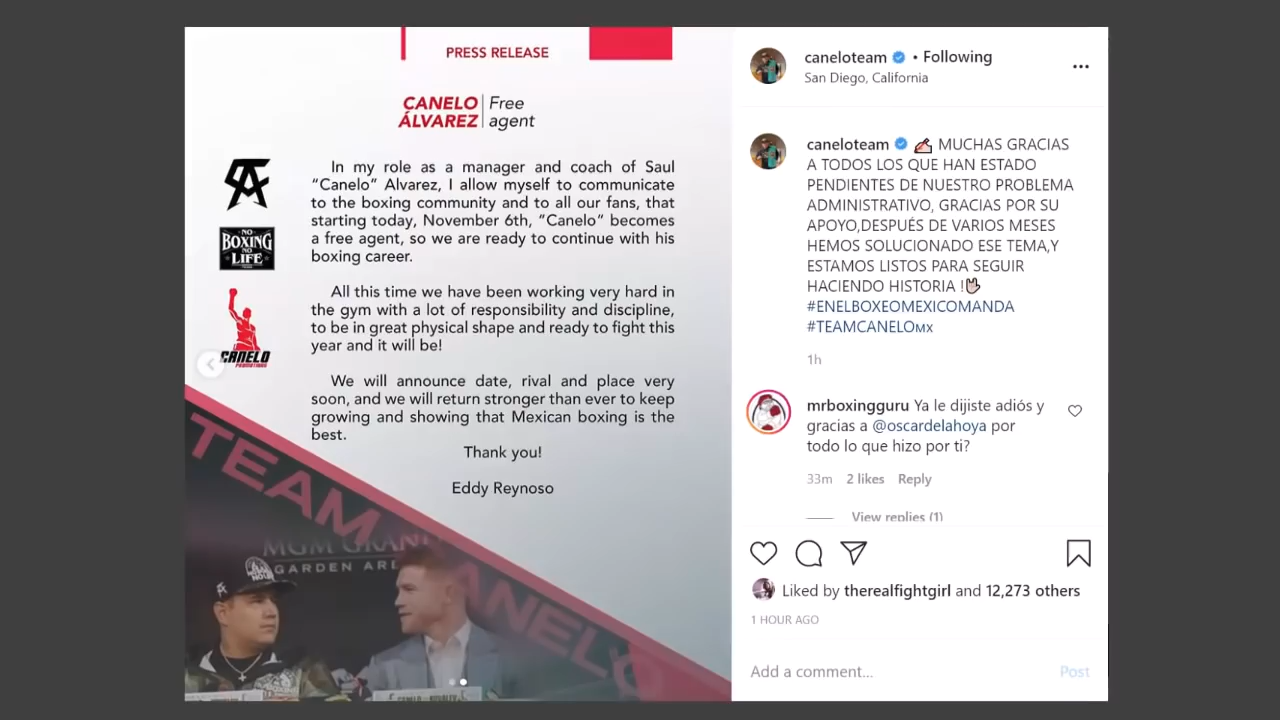 PRESS RELEASE
CANELO
ÁLVAREZ
Free
agent
In my role as a manager and coach of Saul
“Canelo” Alvarez, I allow myself to communicate
to the boxing community and to all our fans, that
starting today, November 6th, “Canelo” becomes
a free agent, so we are ready to continue with his
boxing career.
All this time we have been working very hard in
the gym with a lot of responsibility and discipline,
to be in great physical shape and ready to fight this
year and it will be!
We will announce date, rival and place very
soon, and we will return stronger than ever to keep
growing and showing that Mexican boxing is the
best.
Thank you!
Eddy Reynoso
NO
BOXING
NO
LIFE
CANELO
PROMOTIONS
TEAM CANELO
MGM GRAND
GARDEN
caneloteam • Following
San Diego, California
caneloteam MUCHAS GRACIAS
A TODOS LOS QUE HAN ESTADO
PENDIENTES DE NUESTRO PROBLEMA
ADMINISTRATIVO, GRACIAS POR SU
APOYO,DESPUÉS DE VARIOS MESES
HEMOS SOLUCIONADO ESE TEMA,Y
ESTAMOS LISTOS PARA SEGUIR
HACIENDO HISTORIA !
#ENELBOXEOMEXICOMANDA
#TEAMCANELOMX
1h
mrboxingguru Ya le dijiste adiós y
gracias a @oscardelahoya por
todo lo que hizo por ti?
33m 2 likes Reply
View replies (1)
Liked by therealfightgirl and 12,273 others
1 HOUR AGO
Add a comment...
Post